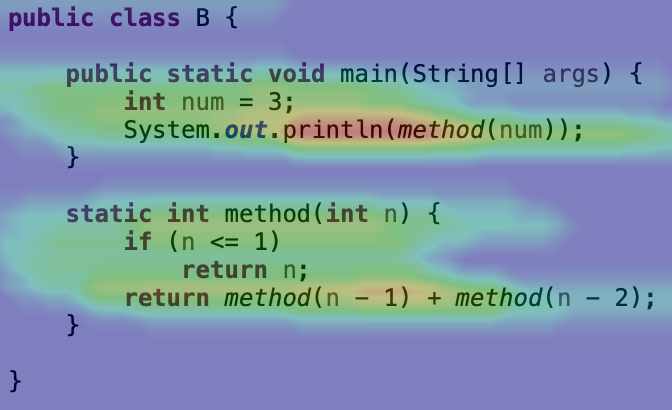 public class B {
public static void main(String[] args) {
int num = 3;
System.out.println(method(num));
}
static int method(int n) {
if (n <= 1)
return n;
return method(n - 1) + method(n - 2);
}
}